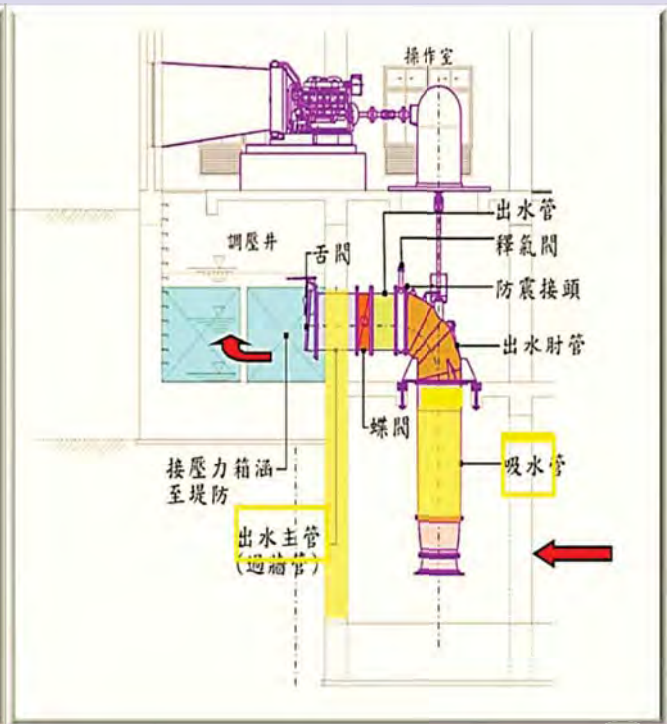 操作室
調壓井
舌閥
出水管
釋氣閥
防震接頭
出水肘管
蝶閥
吸水管
接壓力箱涵
至堤防
出水主管
(過牆管)